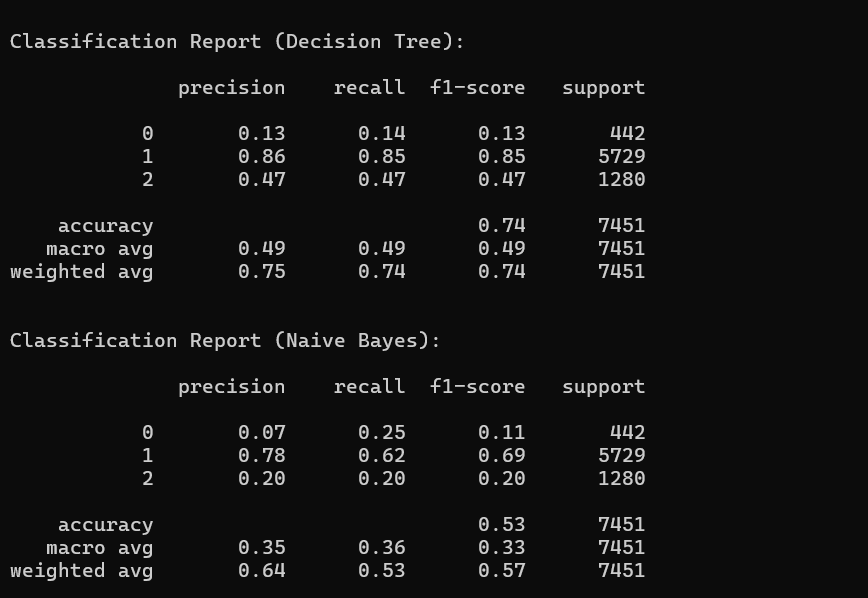 Classification Report (Decision Tree):
precision recall f1-score support
0 0.13 0.14 0.13 442
1 0.86 0.85 0.85 5729
2 0.47 0.47 0.47 1280
accuracy 0.74 7451
macro avg 0.49 0.49 0.49 7451
weighted avg 0.75 0.74 0.74 7451
Classification Report (Naive Bayes):
precision recall f1-score support
0 0.07 0.25 0.11 442
1 0.78 0.62 0.69 5729
2 0.20 0.20 0.20 1280
accuracy 0.53 7451
macro avg 0.35 0.36 0.33 7451
weighted avg 0.64 0.53 0.57 7451